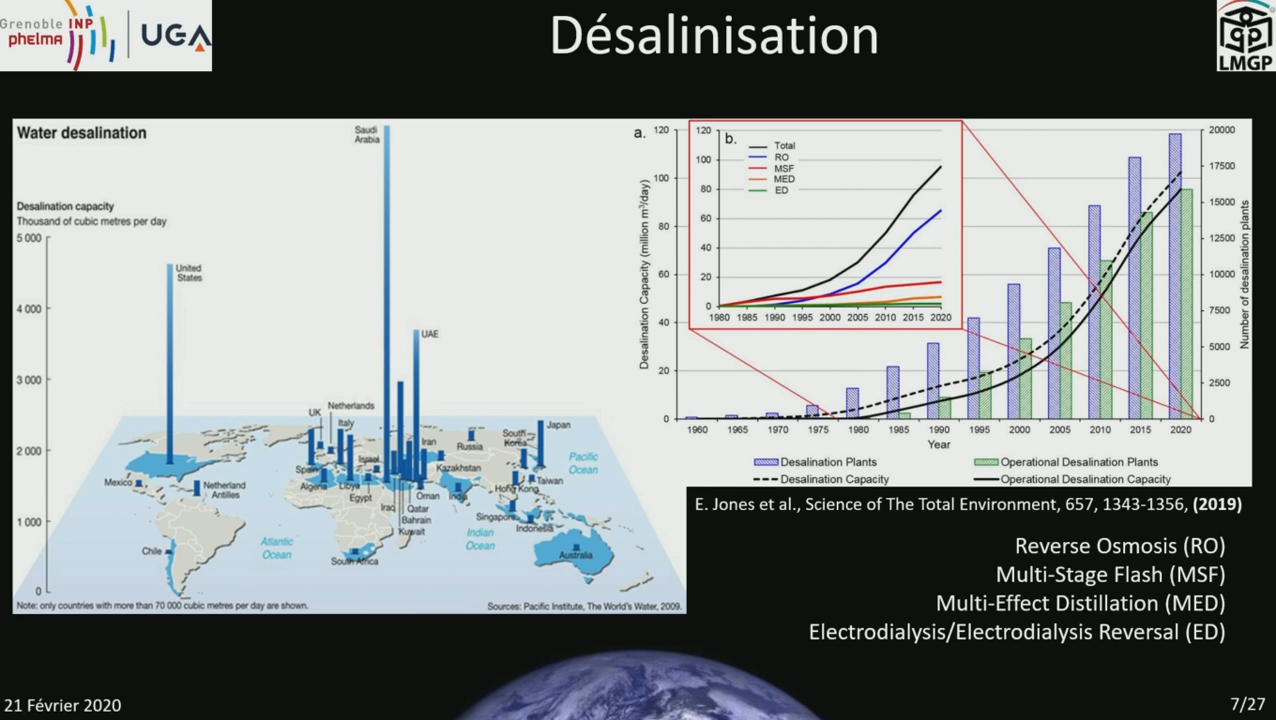 Grenoble INP
phelma
UGA
Désalinisation
LMGP
Water desalination
Desalination capacity
Thousand of cubic metres per day
5 000
4 000
3 000
2 000
1 000
0
Saudi
Arabia
United
States
UAE
UK
Netherlands
Italy
Spain
Israel
Iran
Russia
South
Korea
Japan
Pacific
Ocean
Mexico
Netherland
Antilles
Algeria
Libya
Egypt
Kazakhstan
Iraq
Qatar
Oman
India
Hong Kong
Taiwan
Bahrain
Kuwait
Singapore
Indonesia
Atlantic
Ocean
Indian
Ocean
Chile
South Africa
Australia
Note: only countries with more than 70 000 cubic metres per day are shown.
Sources: Pacific Institute, The World's Water, 2009.
a.
Desalination Capacity (million m³/day)
120
100
80
60
40
20
0
b.
Total
RO
MSF
MED
ED
120
100
80
60
40
20
0
1980 1985 1990 1995 2000 2005 2010 2015 2020
20000
17500
15000
12500
10000
7500
5000
2500
0
Number of desalination plants
1960 1965 1970 1975 1980 1985 1990 1995 2000 2005 2010 2015 2020
Year
Desalination Plants
Operational Desalination Plants
Desalination Capacity
Operational Desalination Capacity
E. Jones et al., Science of The Total Environment, 657, 1343-1356, (2019)
Reverse Osmosis (RO)
Multi-Stage Flash (MSF)
Multi-Effect Distillation (MED)
Electrodialysis/Electrodialysis Reversal (ED)
21 Février 2020
7/27